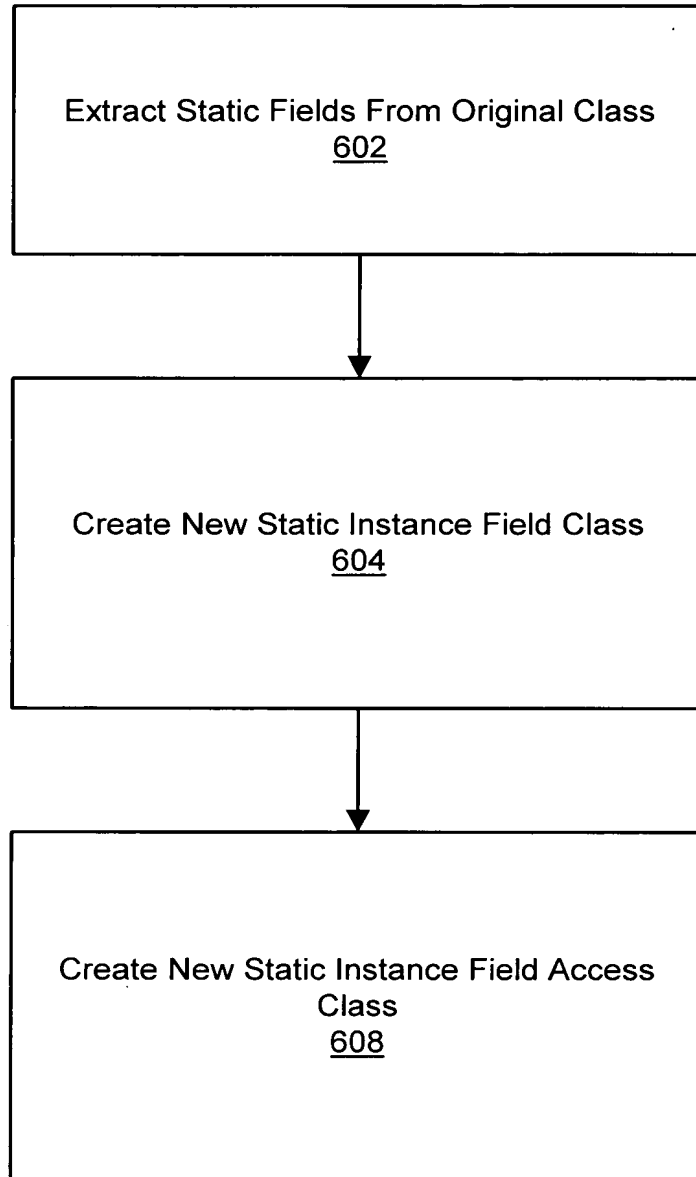 Extract Static Fields From Original Class
602
Create New Static Instance Field Class
604
Create New Static Instance Field Access
Class
608